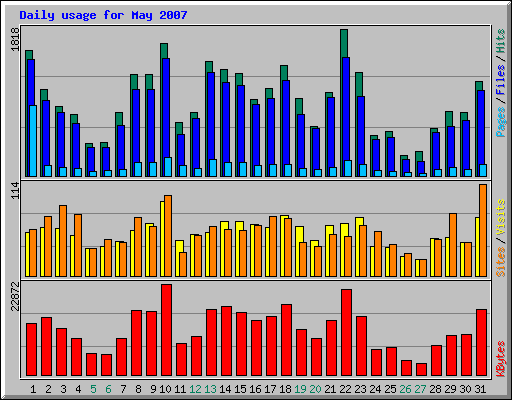 Daily usage for May 2007
1818
Pages / Files / Hits
114
Sites / Visits
22872
KBytes
1 2 3 4 5 6 7 8 9 10 11 12 13 14 15 16 17 18 19 20 21 22 23 24 25 26 27 28 29 30 31